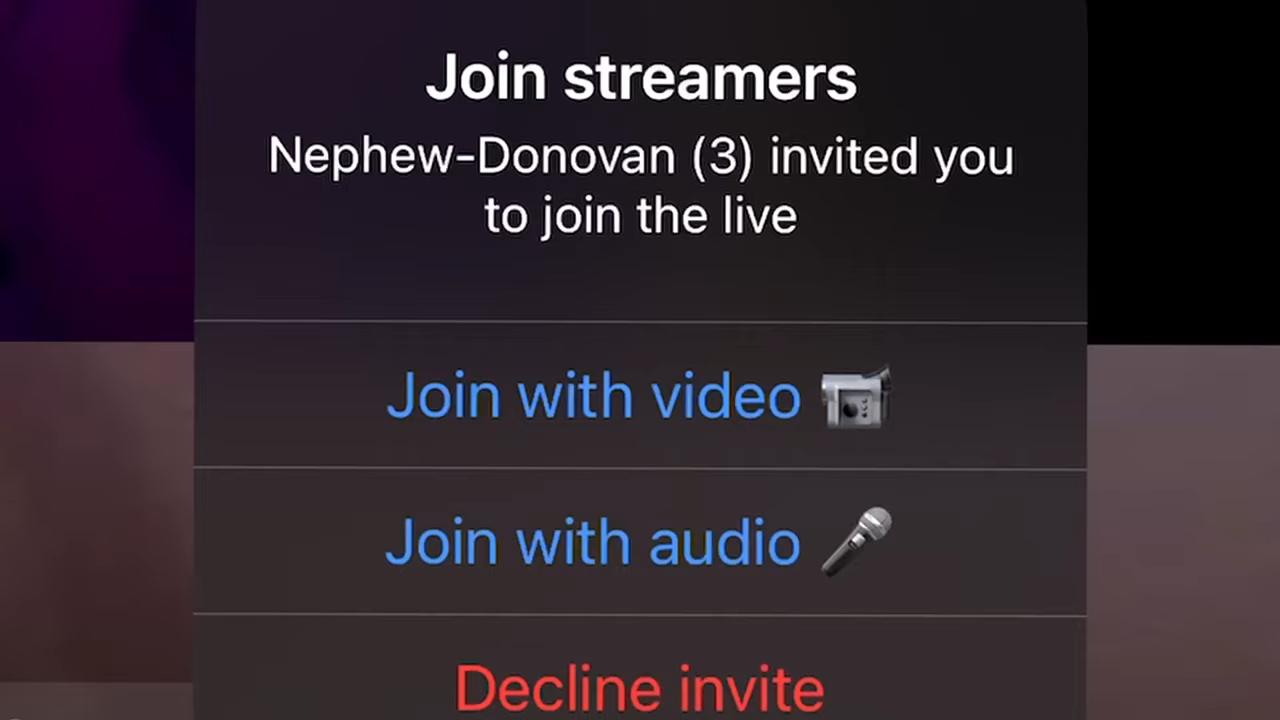 Join streamers
Nephew-Donovan (3) invited you
to join the live
Join with video
Join with audio
Decline invite